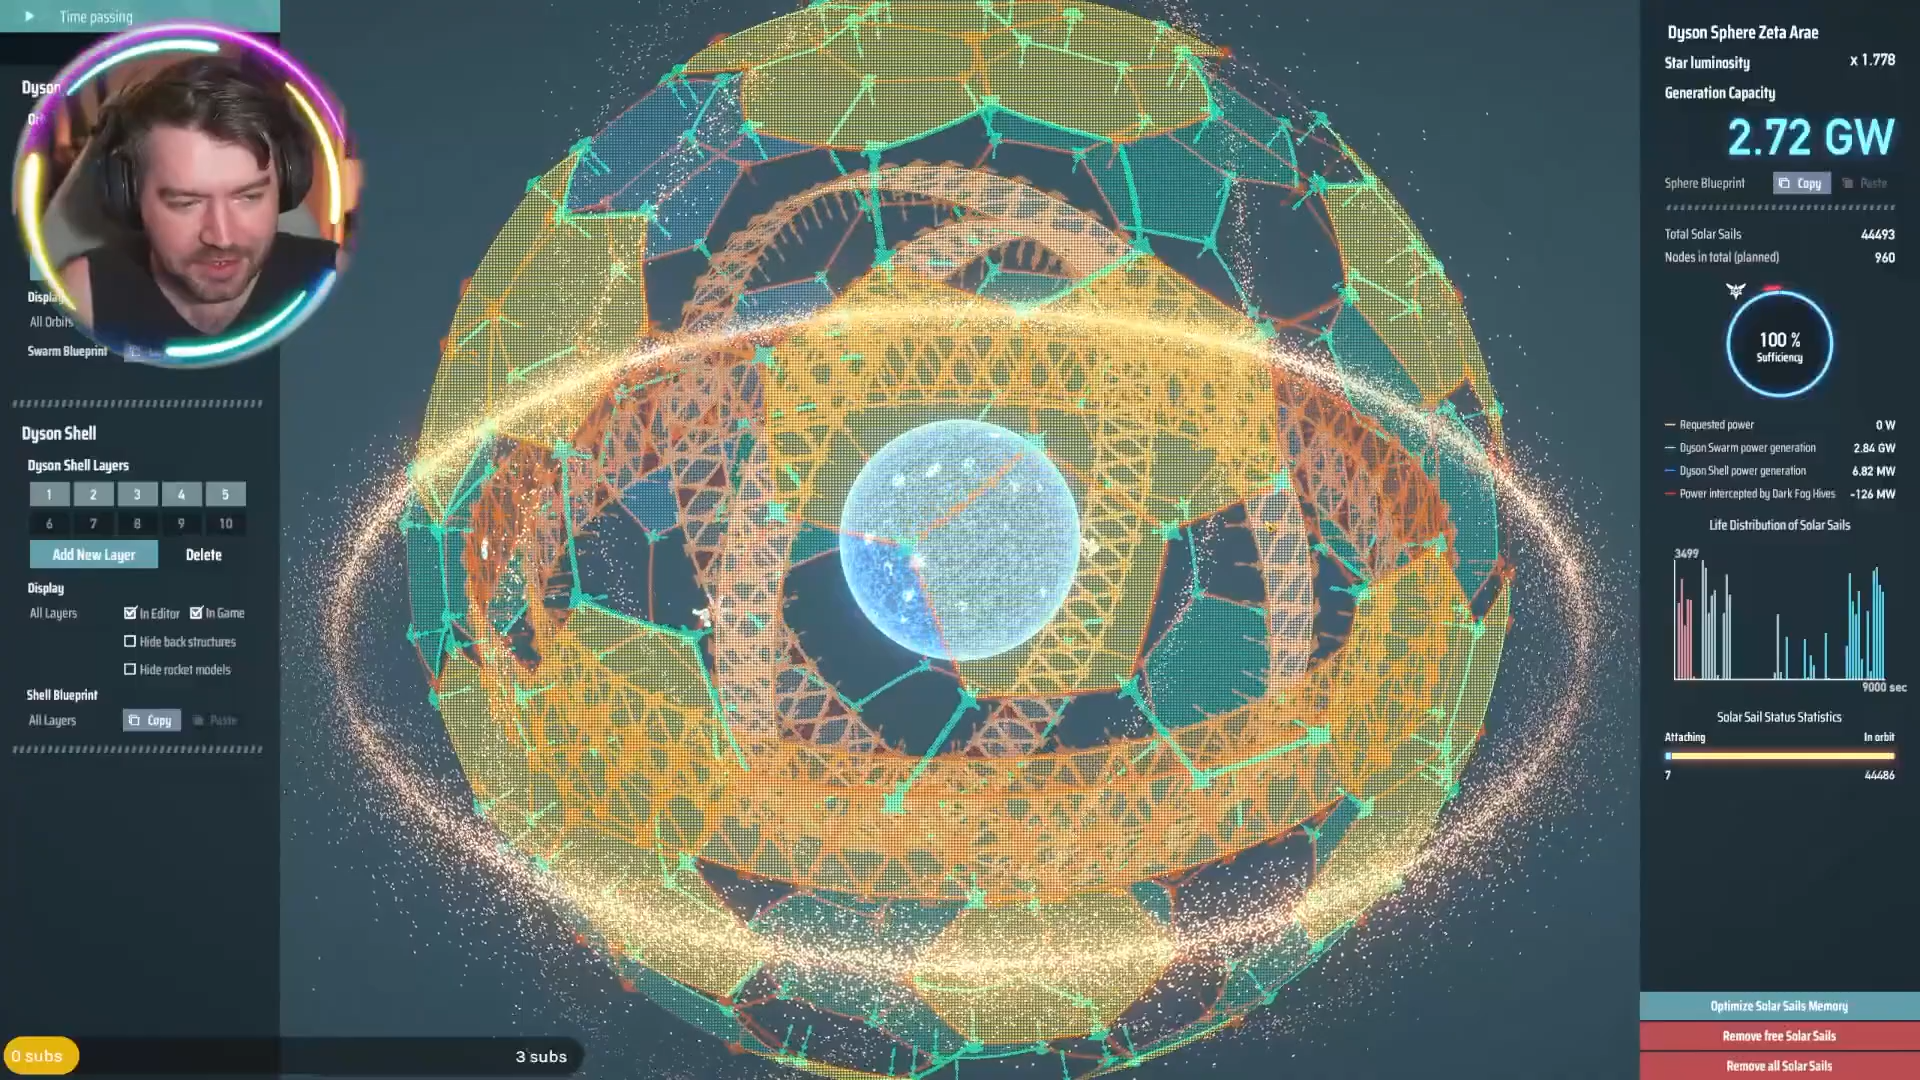 Time passing
Dyson
Display
All Orbits
Swarm Blueprint
Dyson Shell
Dyson Shell Layers
1 2 3 4 5
6 7 8 9 10
Add New Layer Delete
Display
All Layers In Editor In Game
Hide back structures
Hide rocket models
Shell Blueprint
All Layers Copy Paste
0 subs 3 subs
Dyson Sphere Zeta Arae
Star luminosity x 1.778
Generation Capacity
2.72 GW
Sphere Blueprint Copy Paste
Total Solar Sails 44493
Nodes in total (planned) 960
100 %
Sufficiency
Requested power 0 W
Dyson Swarm power generation 2.84 GW
Dyson Shell power generation 6.82 MW
Power intercepted by Dark Fog Hives -126 MW
Life Distribution of Solar Sails
3499
9000 sec
Solar Sail Status Statistics
Attaching In orbit
7 44486
Optimize Solar Sails Memory
Remove free Solar Sails
Remove all Solar Sails